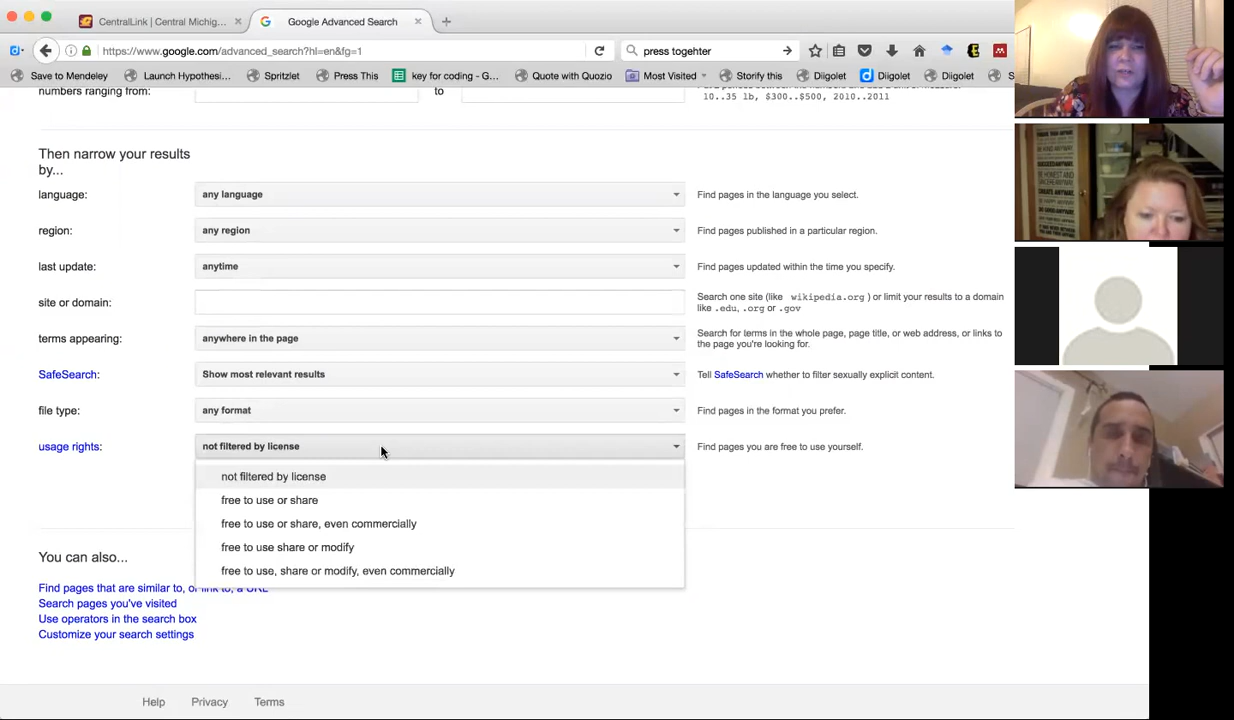 CentralLink | Central Michig...
Google Advanced Search
https://www.google.com/advanced_search?hl=en&fg=1
press togehter
Save to Mendeley
Launch Hypothesi...
Spritzlet
Press This
key for coding - G...
Quote with Quozio
Most Visited
Storify this
Diigolet
Diigolet
Diigolet
S
numbers ranging from:
to
10..35 lb, $300..$500, 2010..2011
Then narrow your results
by...
language:
any language
Find pages in the language you select.
region:
any region
Find pages published in a particular region.
last update:
anytime
Find pages updated within the time you specify.
site or domain:
Search one site (like wikipedia.org ) or limit your results to a domain
like .edu, .org or .gov
terms appearing:
anywhere in the page
Search for terms in the whole page, page title, or web address, or links to
the page you're looking for.
SafeSearch:
Show most relevant results
Tell SafeSearch whether to filter sexually explicit content.
file type:
any format
Find pages in the format you prefer.
usage rights:
not filtered by license
Find pages you are free to use yourself.
not filtered by license
free to use or share
free to use or share, even commercially
free to use share or modify
free to use, share or modify, even commercially
You can also...
Find pages that are similar to, or link to, a URL
Search pages you've visited
Use operators in the search box
Customize your search settings
Help
Privacy
Terms